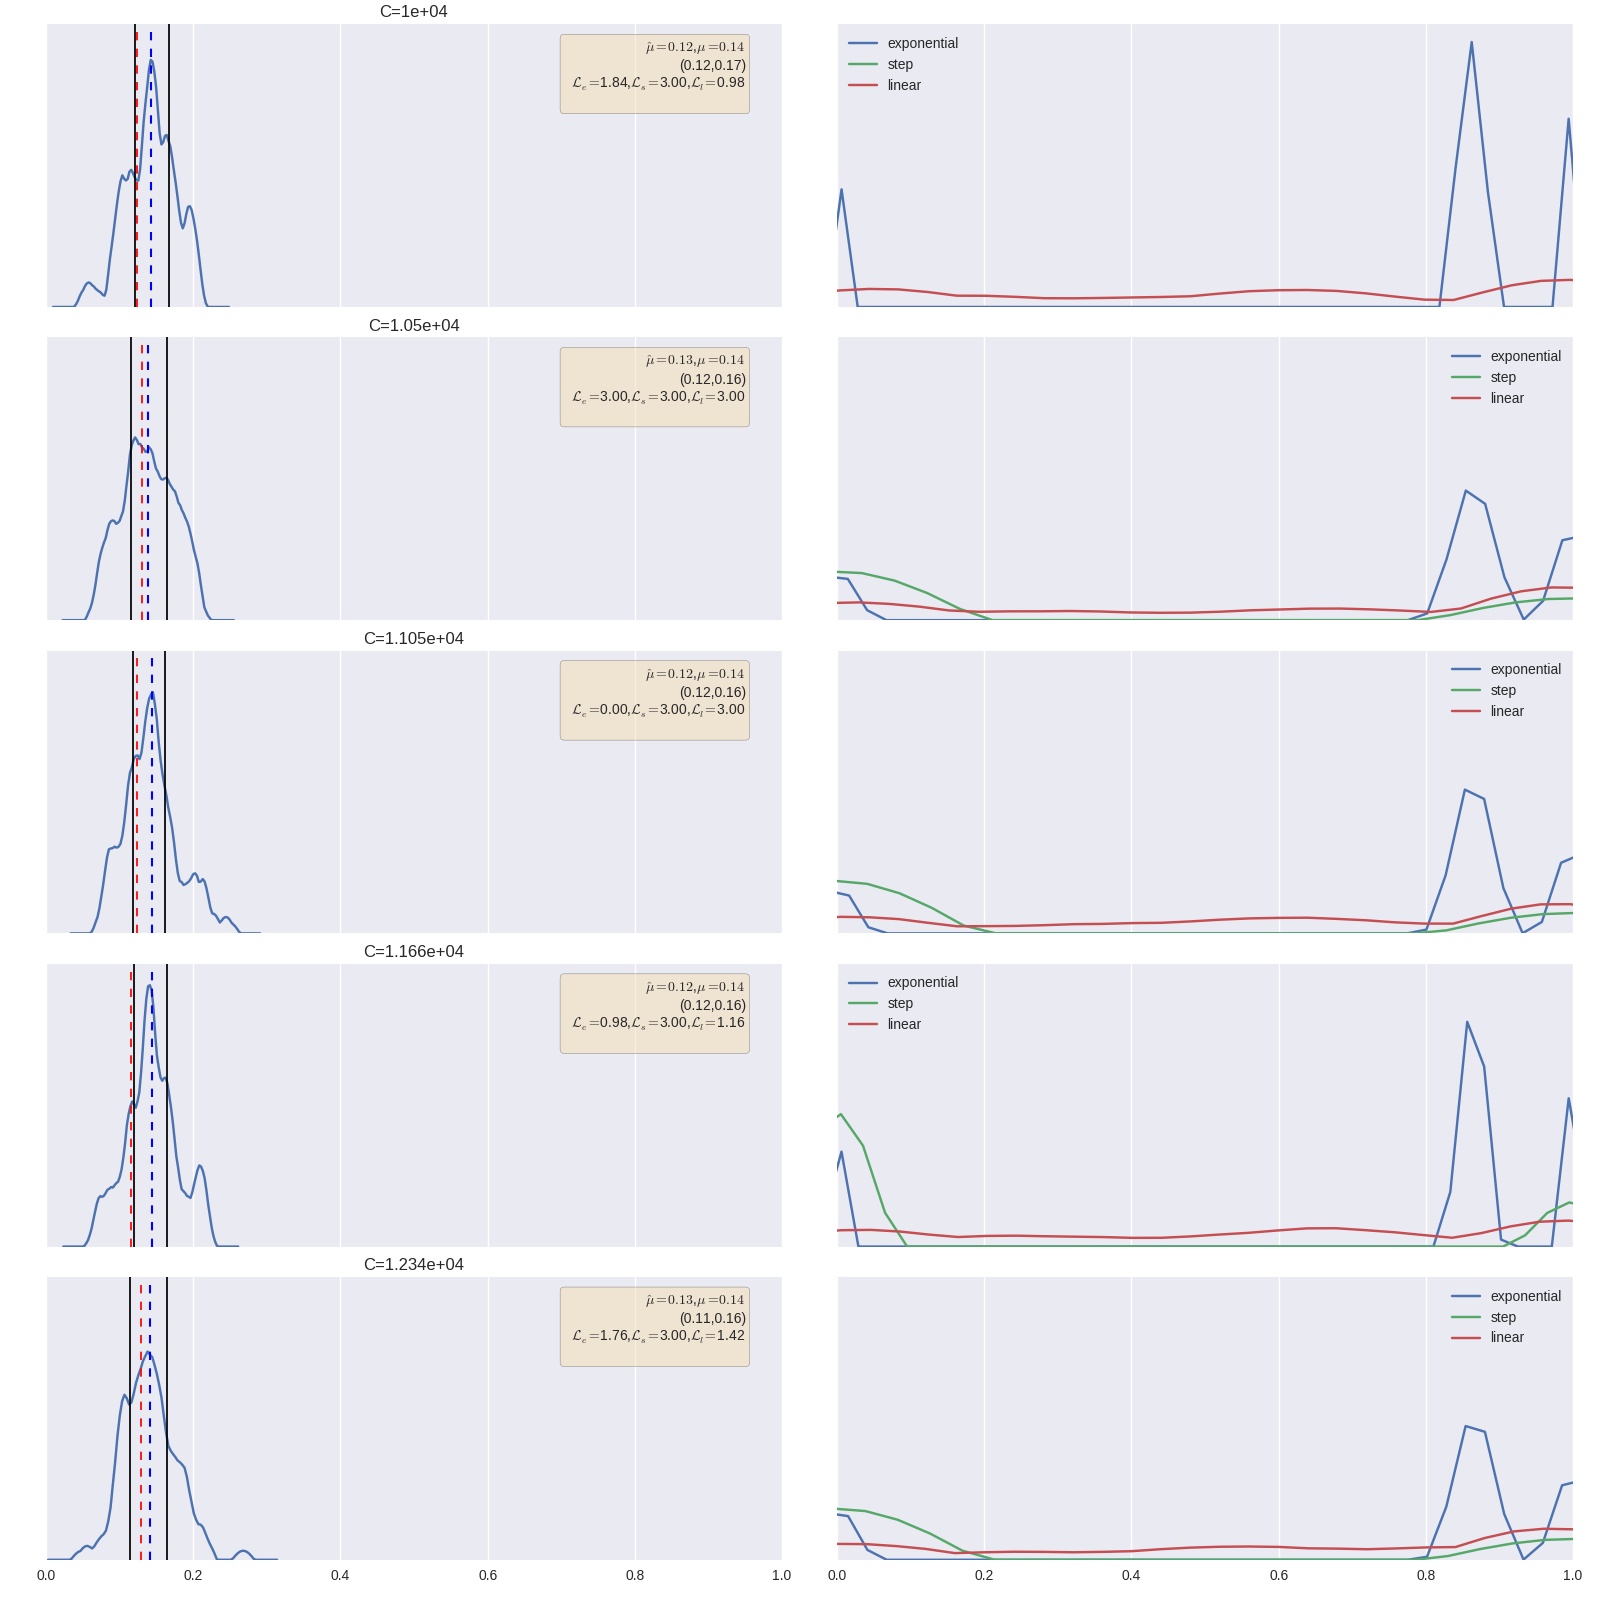 C=1e+04
μ̂=0.12,μ=0.14
(0.12,0.17)
ℒₑ=1.84,ℒₛ=3.00,ℒₗ=0.98
exponential
step
linear
C=1.05e+04
μ̂=0.13,μ=0.14
(0.12,0.16)
ℒₑ=3.00,ℒₛ=3.00,ℒₗ=3.00
exponential
step
linear
C=1.105e+04
μ̂=0.12,μ=0.14
(0.12,0.16)
ℒₑ=0.00,ℒₛ=3.00,ℒₗ=3.00
exponential
step
linear
C=1.166e+04
μ̂=0.12,μ=0.14
(0.12,0.16)
ℒₑ=0.98,ℒₛ=3.00,ℒₗ=1.16
exponential
step
linear
C=1.234e+04
μ̂=0.13,μ=0.14
(0.11,0.16)
ℒₑ=1.76,ℒₛ=3.00,ℒₗ=1.42
exponential
step
linear
0.0 0.2 0.4 0.6 0.8 1.0
0.0 0.2 0.4 0.6 0.8 1.0